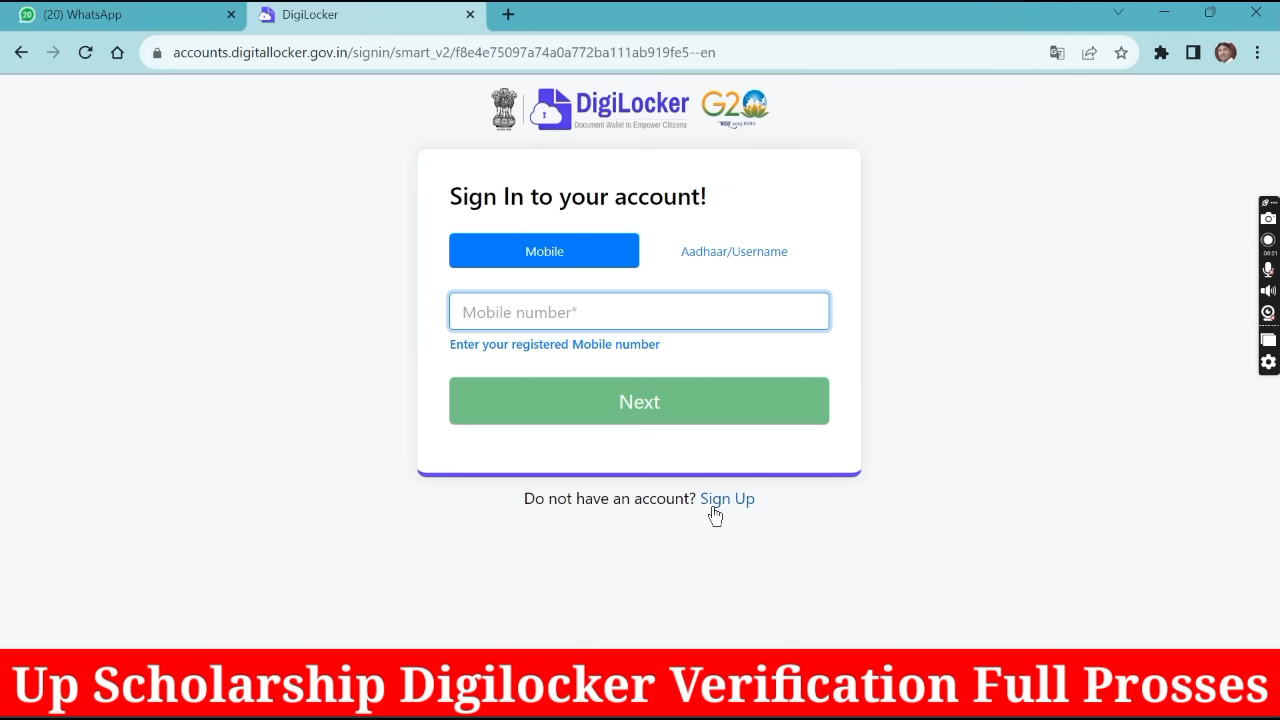 (20) WhatsApp
DigiLocker
accounts.digitallocker.gov.in/signin/smart_v2/f8e4e75097a74a0a772ba111ab919fe5--en
DigiLocker
Document Wallet to Empower Citizens
G20
Sign In to your account!
Mobile
Aadhaar/Username
Mobile number*
Enter your registered Mobile number
Next
Do not have an account? Sign Up
Up Scholarship Digilocker Verification Full Prosses